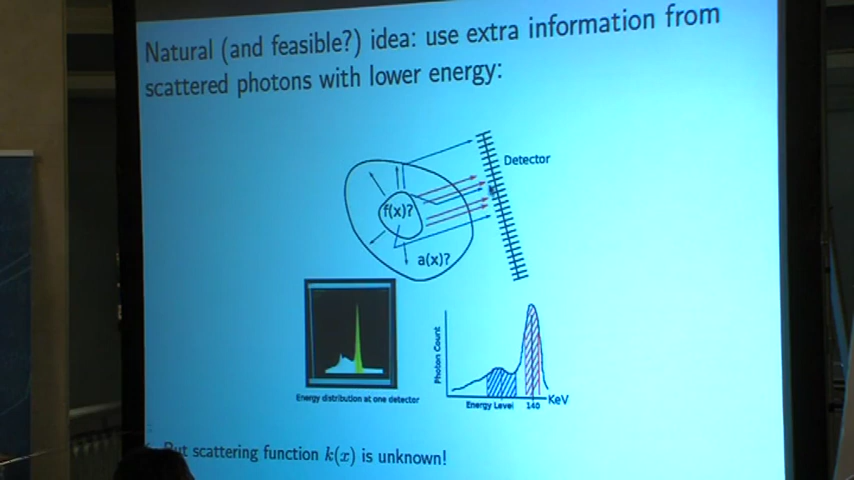 Natural (and feasible?) idea: use extra information from
scattered photons with lower energy:
Detector
f(x)?
a(x)?
Photon Count
Energy Level 140 KeV
Energy distribution at one detector
But scattering function k(x) is unknown!